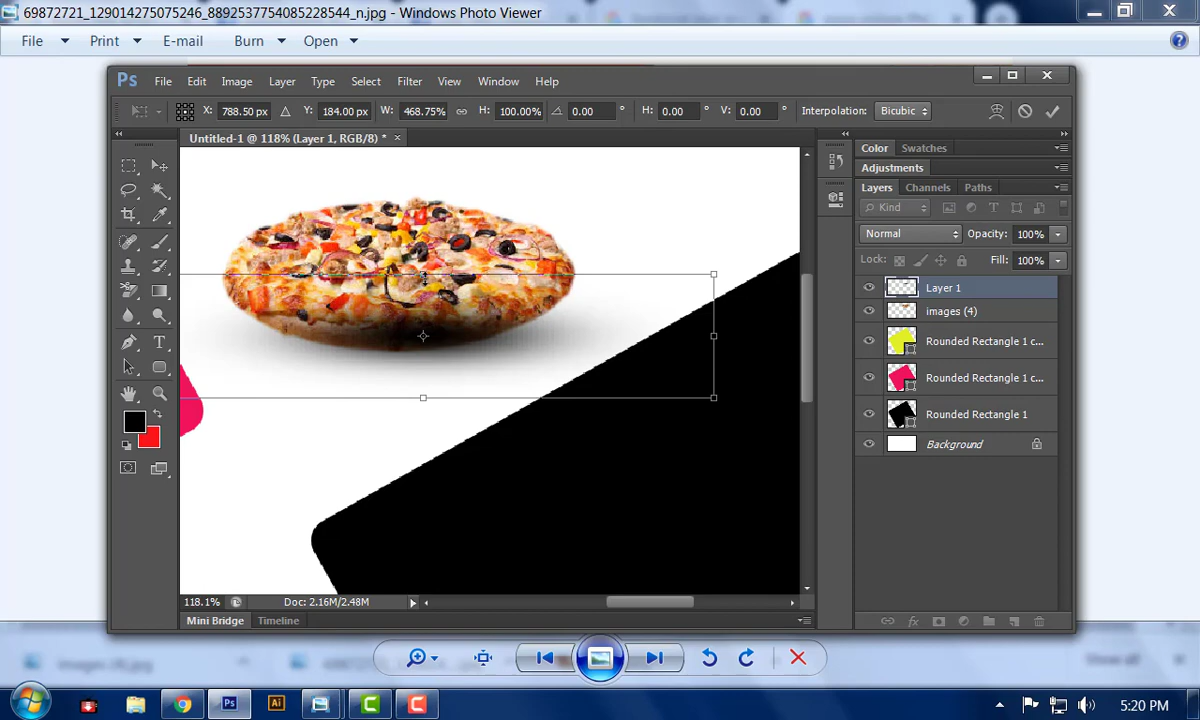 69872721_129014275075246_8892537754085228544_n.jpg - Windows Photo Viewer
File Print E-mail Burn Open
Ps File Edit Image Layer Type Select Filter View Window Help
X: 788.50 px Y: 184.00 px W: 468.75% H: 100.00% 0.00 ° H: 0.00 ° V: 0.00 ° Interpolation: Bicubic
Untitled-1 @ 118% (Layer 1, RGB/8) *
Color Swatches
Adjustments
Layers Channels Paths
Kind
Normal Opacity: 100%
Lock: Fill: 100%
Layer 1
images (4)
Rounded Rectangle 1 c...
Rounded Rectangle 1 c...
Rounded Rectangle 1
Background
118.1% Doc: 2.16M/2.48M
Mini Bridge Timeline
Show all
Ps Ai 5:20 PM